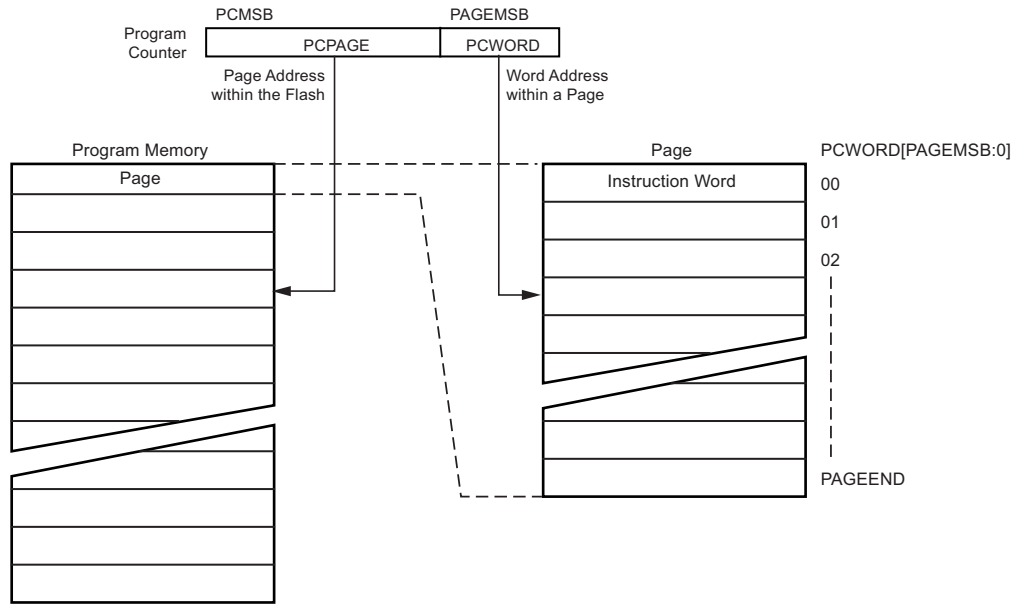 PCMSB PAGEMSB
Program
Counter
PCPAGE PCWORD
Page Address
within the Flash
Word Address
within a Page
Program Memory
Page
Page
Instruction Word
PCWORD[PAGEMSB:0]
00
01
02
PAGEEND